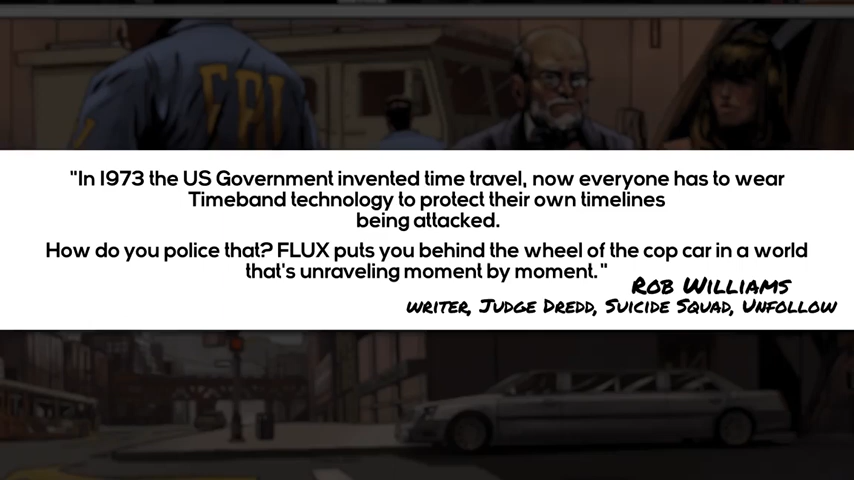 FBI
"In 1973 the US Government invented time travel, now everyone has to wear
Timeband technology to protect their own timelines
being attacked.
How do you police that? FLUX puts you behind the wheel of the cop car in a world
that's unraveling moment by moment."
Rob Williams
writer, Judge Dredd, Suicide Squad, Unfollow